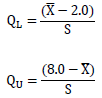 Q_L = (X̅ − 2.0) / S
Q_U = (8.0 − X̅) / S